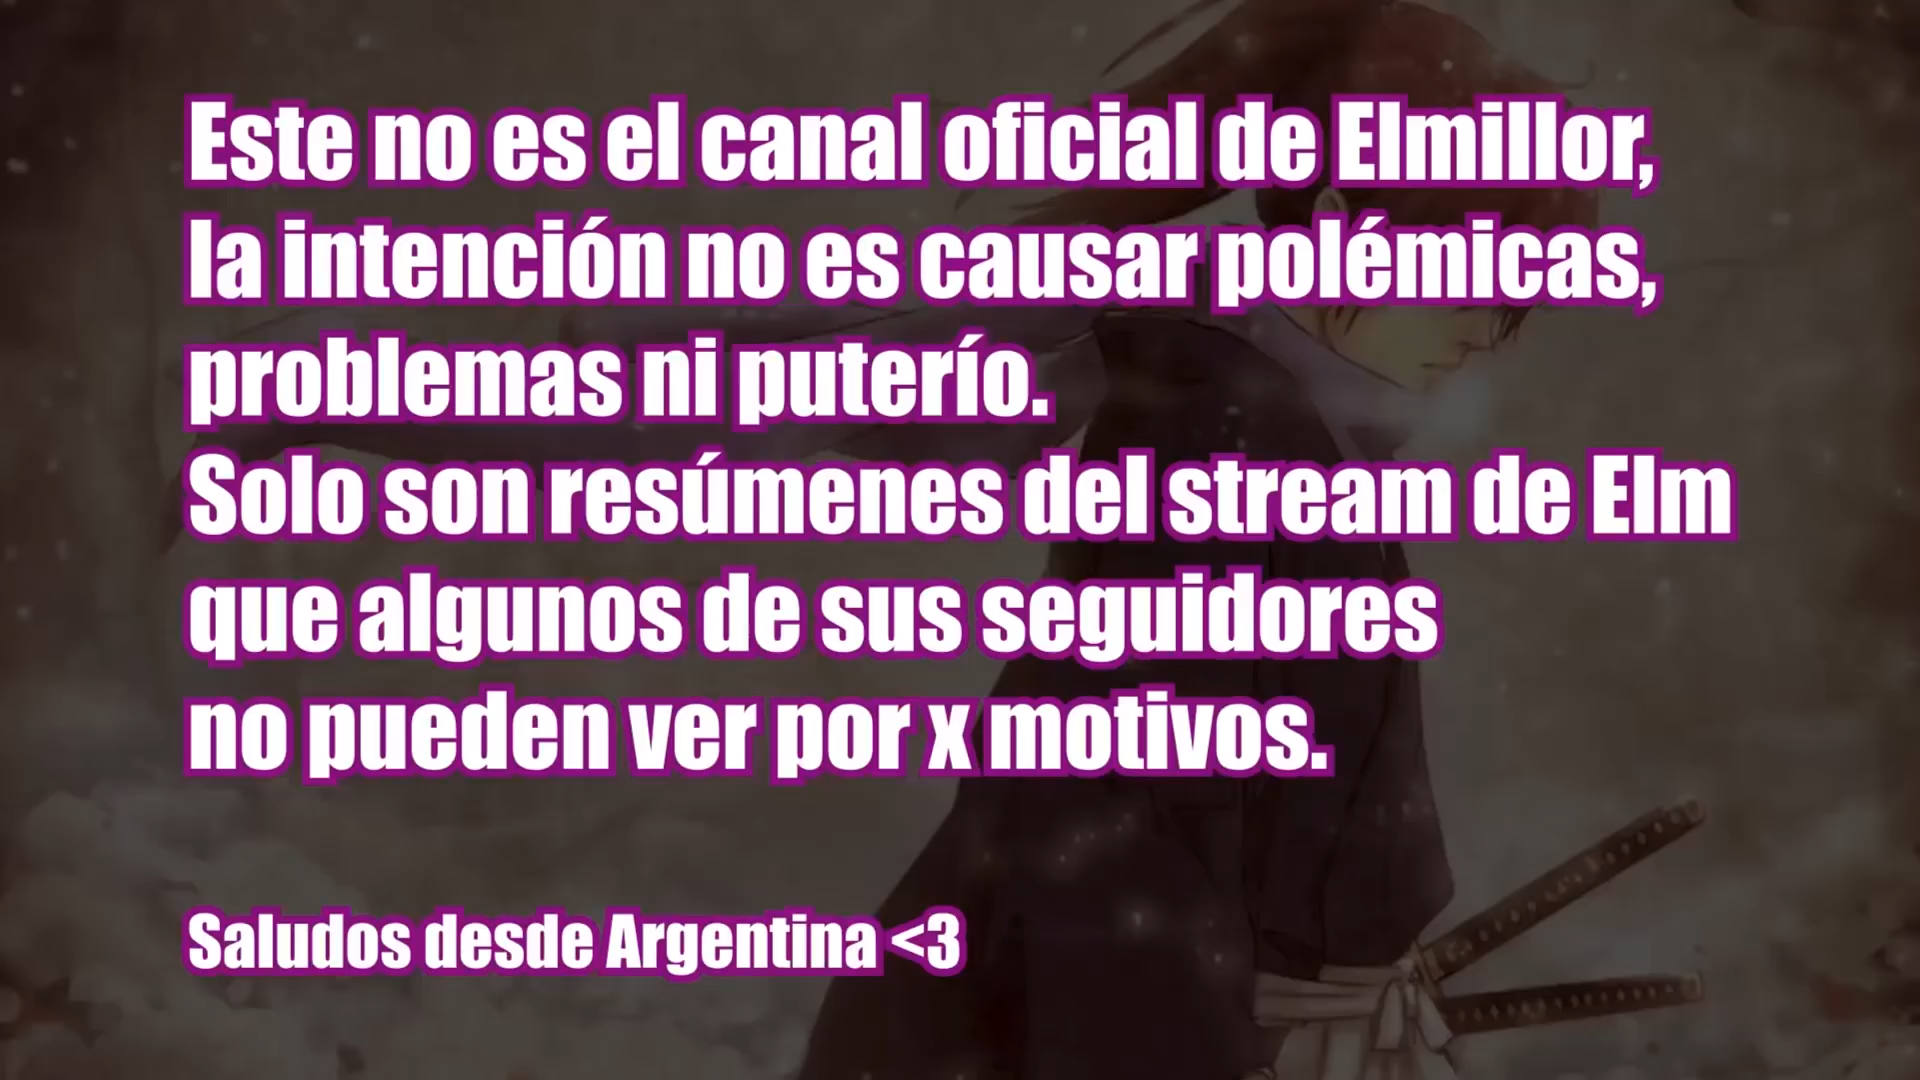 Este no es el canal oficial de Elmillor,
la intención no es causar polémicas,
problemas ni puterío.
Solo son resúmenes del stream de Elm
que algunos de sus seguidores
no pueden ver por x motivos.
Saludos desde Argentina <3